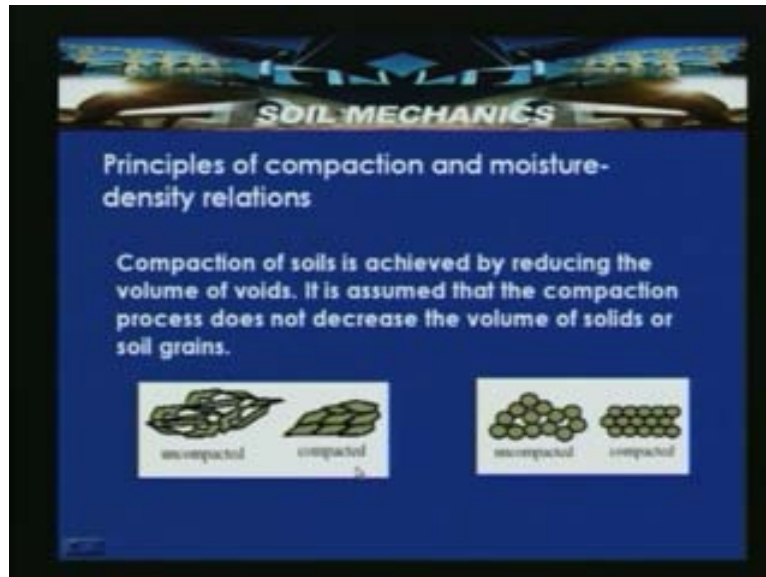 SOIL MECHANICS
Principles of compaction and moisture-
density relations
Compaction of soils is achieved by reducing the
volume of voids. It is assumed that the compaction
process does not decrease the volume of solids or
soil grains.
uncompacted compacted uncompacted compacted